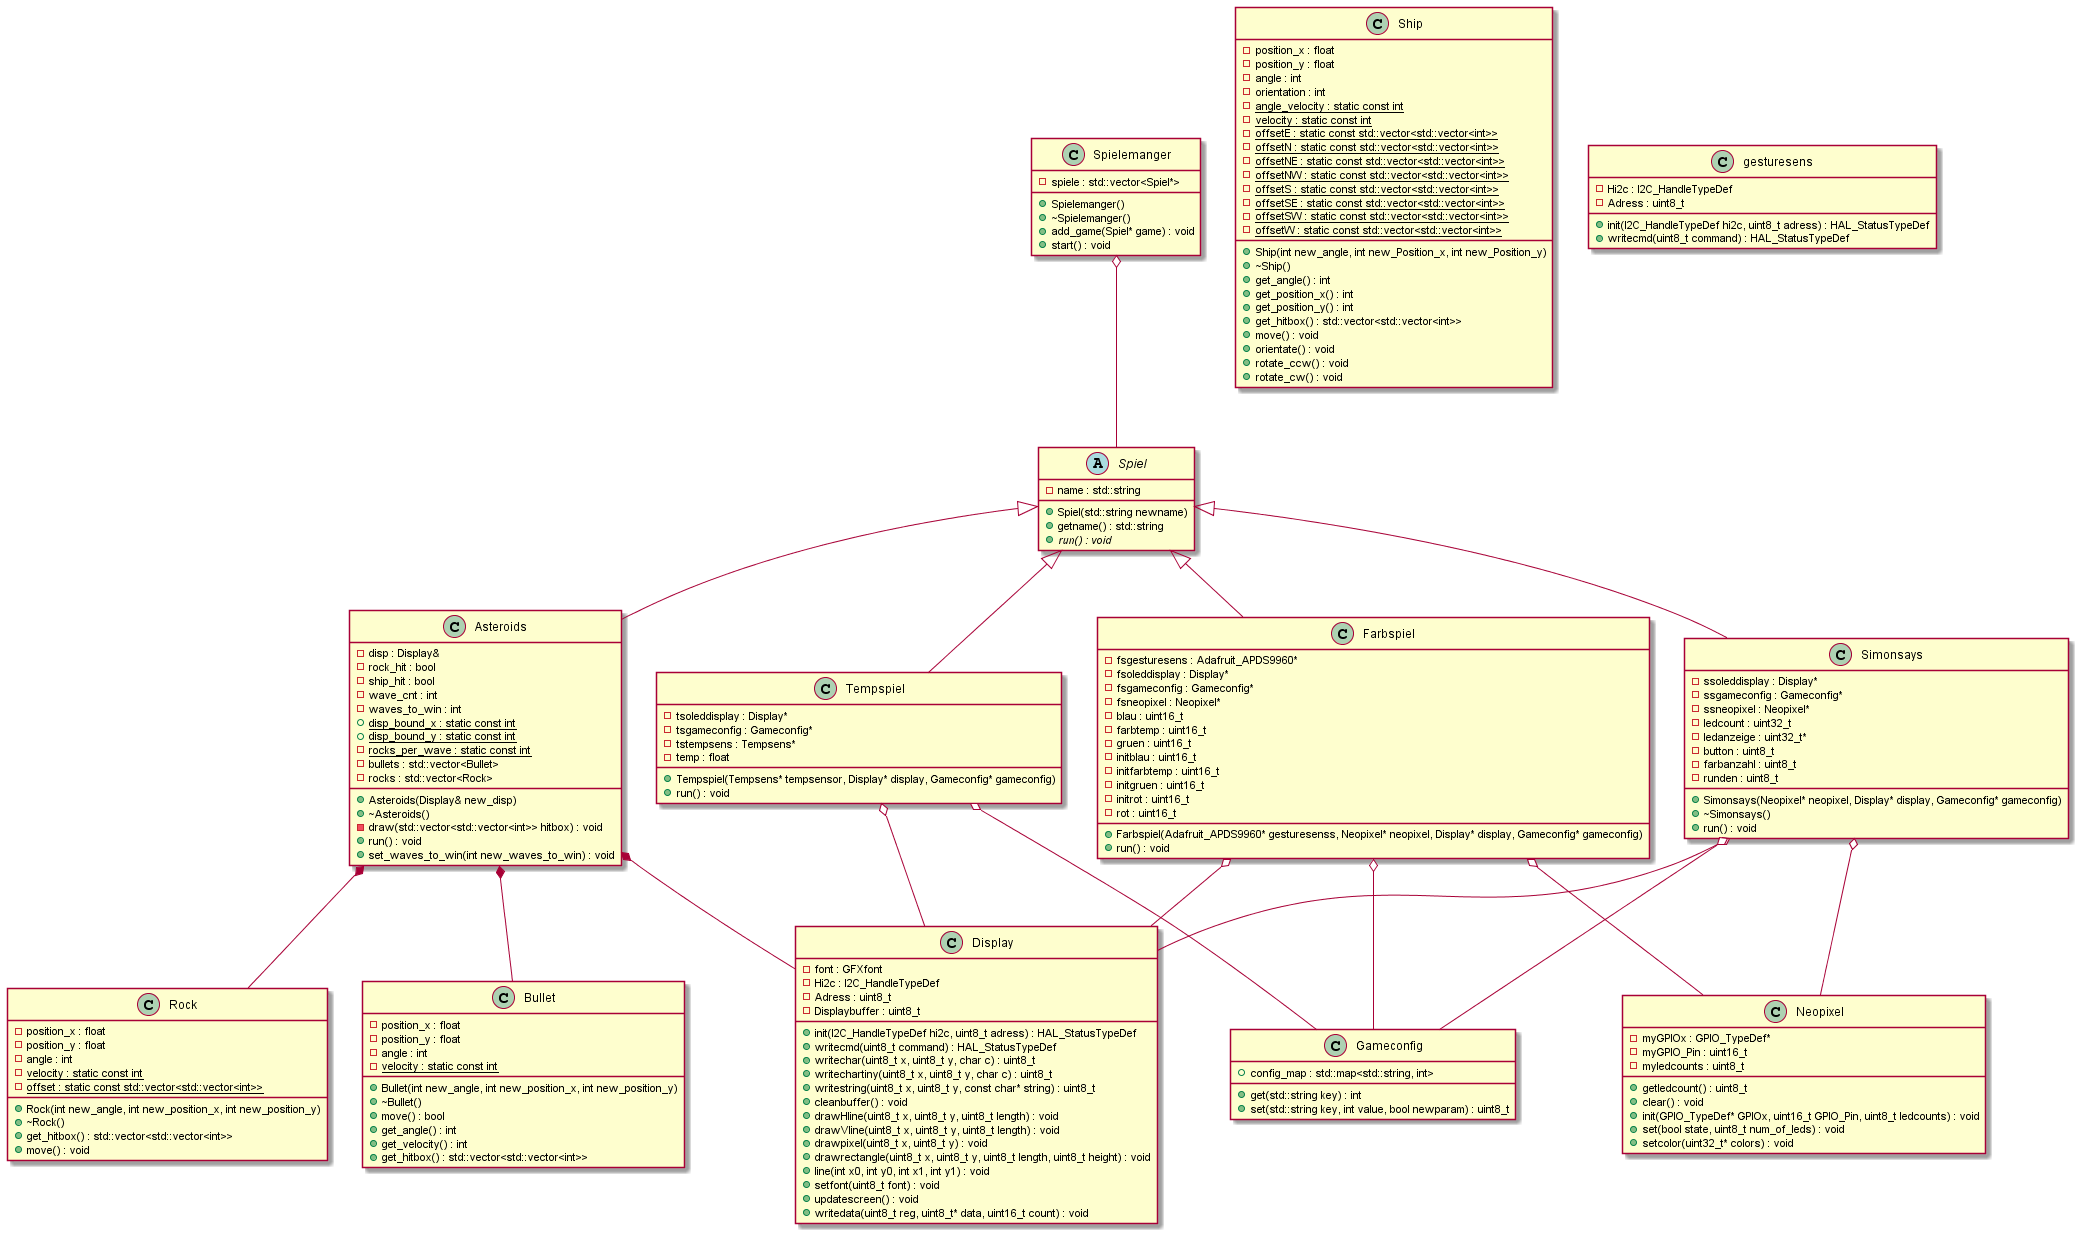 C Ship
position_x : float
position_y : float
angle : int
orientation : int
angle_velocity : static const int
velocity : static const int
offsetE : static const std::vector<std::vector<int>>
offsetN : static const std::vector<std::vector<int>>
offsetNE : static const std::vector<std::vector<int>>
offsetNW : static const std::vector<std::vector<int>>
offsetS : static const std::vector<std::vector<int>>
offsetSE : static const std::vector<std::vector<int>>
offsetSW : static const std::vector<std::vector<int>>
offsetW : static const std::vector<std::vector<int>>
Ship(int new_angle, int new_Position_x, int new_Position_y)
~Ship()
get_angle() : int
get_position_x() : int
get_position_y() : int
get_hitbox() : std::vector<std::vector<int>>
move() : void
orientate() : void
rotate_ccw() : void
rotate_cw() : void
C Spielemanger
spiele : std::vector<Spiel*>
Spielemanger()
~Spielemanger()
add_game(Spiel* game) : void
start() : void
C gesturesens
Hi2c : I2C_HandleTypeDef
Adress : uint8_t
init(I2C_HandleTypeDef hi2c, uint8_t adress) : HAL_StatusTypeDef
writecmd(uint8_t command) : HAL_StatusTypeDef
A Spiel
name : std::string
Spiel(std::string newname)
getname() : std::string
run() : void
C Asteroids
disp : Display&
rock_hit : bool
ship_hit : bool
wave_cnt : int
waves_to_win : int
disp_bound_x : static const int
disp_bound_y : static const int
rocks_per_wave : static const int
bullets : std::vector<Bullet>
rocks : std::vector<Rock>
Asteroids(Display& new_disp)
~Asteroids()
draw(std::vector<std::vector<int>> hitbox) : void
run() : void
set_waves_to_win(int new_waves_to_win) : void
C Tempspiel
tsoleddisplay : Display*
tsgameconfig : Gameconfig*
tstempsens : Tempsens*
temp : float
Tempspiel(Tempsens* tempsensor, Display* display, Gameconfig* gameconfig)
run() : void
C Farbspiel
fsgesturesens : Adafruit_APDS9960*
fsoleddisplay : Display*
fsgameconfig : Gameconfig*
fsneopixel : Neopixel*
blau : uint16_t
farbtemp : uint16_t
gruen : uint16_t
initblau : uint16_t
initfarbtemp : uint16_t
initgruen : uint16_t
initrot : uint16_t
rot : uint16_t
Farbspiel(Adafruit_APDS9960* gesturesenss, Neopixel* neopixel, Display* display, Gameconfig* gameconfig)
run() : void
C Simonsays
ssoleddisplay : Display*
ssgameconfig : Gameconfig*
ssneopixel : Neopixel*
ledcount : uint32_t
ledanzeige : uint32_t*
button : uint8_t
farbanzahl : uint8_t
runden : uint8_t
Simonsays(Neopixel* neopixel, Display* display, Gameconfig* gameconfig)
~Simonsays()
run() : void
C Rock
position_x : float
position_y : float
angle : int
velocity : static const int
offset : static const std::vector<std::vector<int>>
Rock(int new_angle, int new_position_x, int new_position_y)
~Rock()
get_hitbox() : std::vector<std::vector<int>>
move() : void
C Bullet
position_x : float
position_y : float
angle : int
velocity : static const int
Bullet(int new_angle, int new_position_x, int new_position_y)
~Bullet()
move() : bool
get_angle() : int
get_velocity() : int
get_hitbox() : std::vector<std::vector<int>>
C Display
font : GFXfont
Hi2c : I2C_HandleTypeDef
Adress : uint8_t
Displaybuffer : uint8_t
init(I2C_HandleTypeDef hi2c, uint8_t adress) : HAL_StatusTypeDef
writecmd(uint8_t command) : HAL_StatusTypeDef
writechar(uint8_t x, uint8_t y, char c) : uint8_t
writechartiny(uint8_t x, uint8_t y, char c) : uint8_t
writestring(uint8_t x, uint8_t y, const char* string) : uint8_t
cleanbuffer() : void
drawHline(uint8_t x, uint8_t y, uint8_t length) : void
drawVline(uint8_t x, uint8_t y, uint8_t length) : void
drawpixel(uint8_t x, uint8_t y) : void
drawrectangle(uint8_t x, uint8_t y, uint8_t length, uint8_t height) : void
line(int x0, int y0, int x1, int y1) : void
setfont(uint8_t font) : void
updatescreen() : void
writedata(uint8_t reg, uint8_t* data, uint16_t count) : void
C Gameconfig
config_map : std::map<std::string, int>
get(std::string key) : int
set(std::string key, int value, bool newparam) : uint8_t
C Neopixel
myGPIOx : GPIO_TypeDef*
myGPIO_Pin : uint16_t
myledcounts : uint8_t
getledcount() : uint8_t
clear() : void
init(GPIO_TypeDef* GPIOx, uint16_t GPIO_Pin, uint8_t ledcounts) : void
set(bool state, uint8_t num_of_leds) : void
setcolor(uint32_t* colors) : void